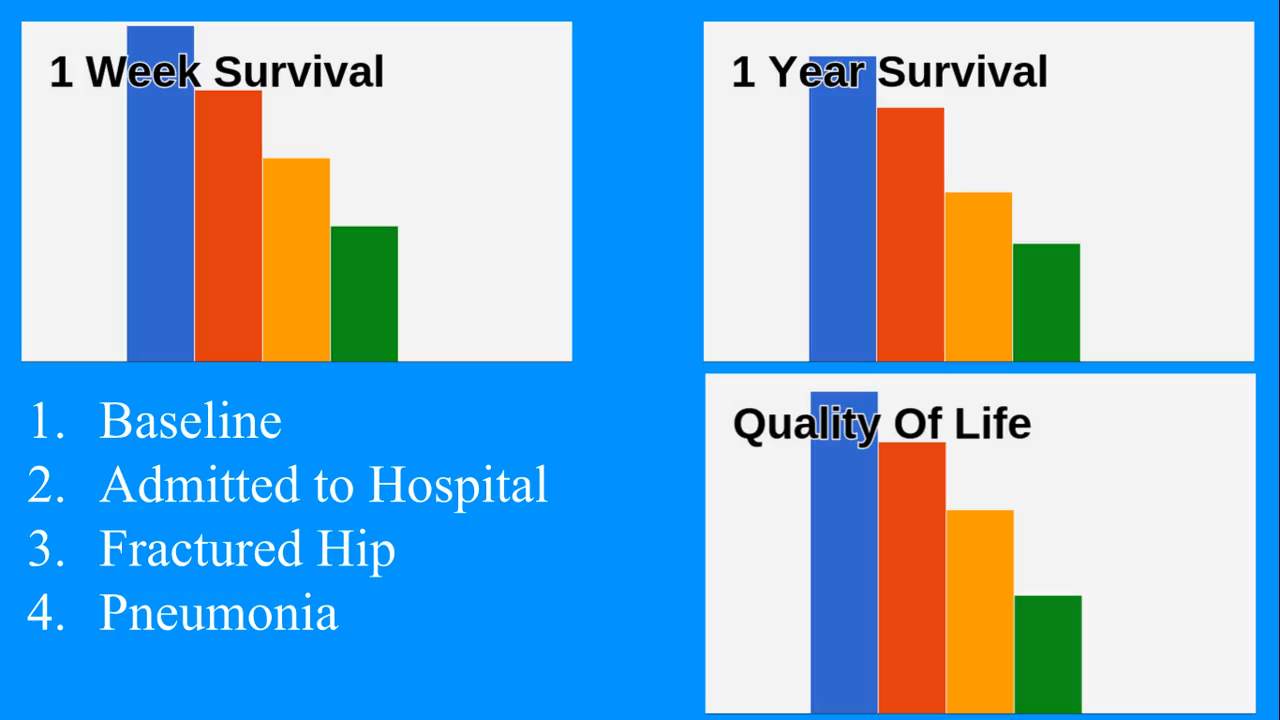 1 Week Survival
1 Year Survival
1. Baseline
2. Admitted to Hospital
3. Fractured Hip
4. Pneumonia
Quality Of Life